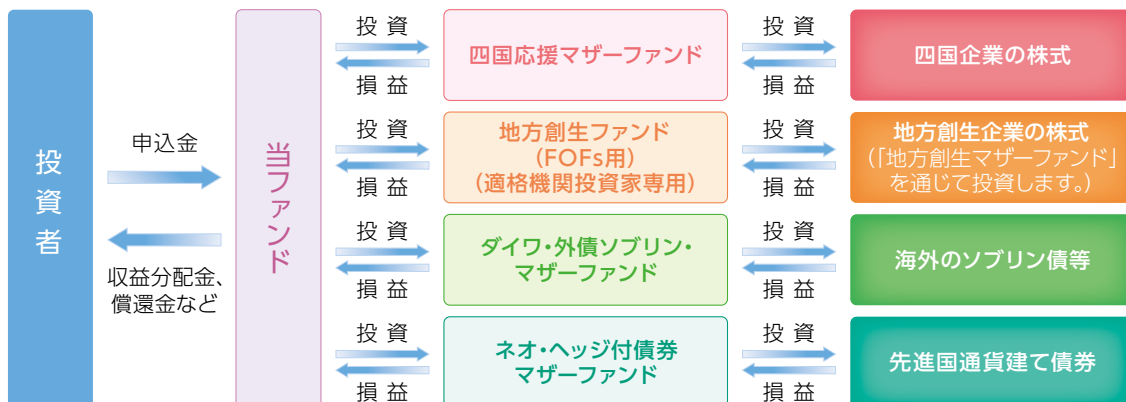 投資者
申込金
収益分配金、
償還金など
当ファンド
投 資
損 益
四国応援マザーファンド
投 資
損 益
四国企業の株式
投 資
損 益
地方創生ファンド
(FOFs用)
(適格機関投資家専用)
投 資
損 益
地方創生企業の株式
(「地方創生マザーファンド」
を通じて投資します。)
投 資
損 益
ダイワ・外債ソブリン・
マザーファンド
投 資
損 益
海外のソブリン債等
投 資
損 益
ネオ・ヘッジ付債券
マザーファンド
投 資
損 益
先進国通貨建て債券